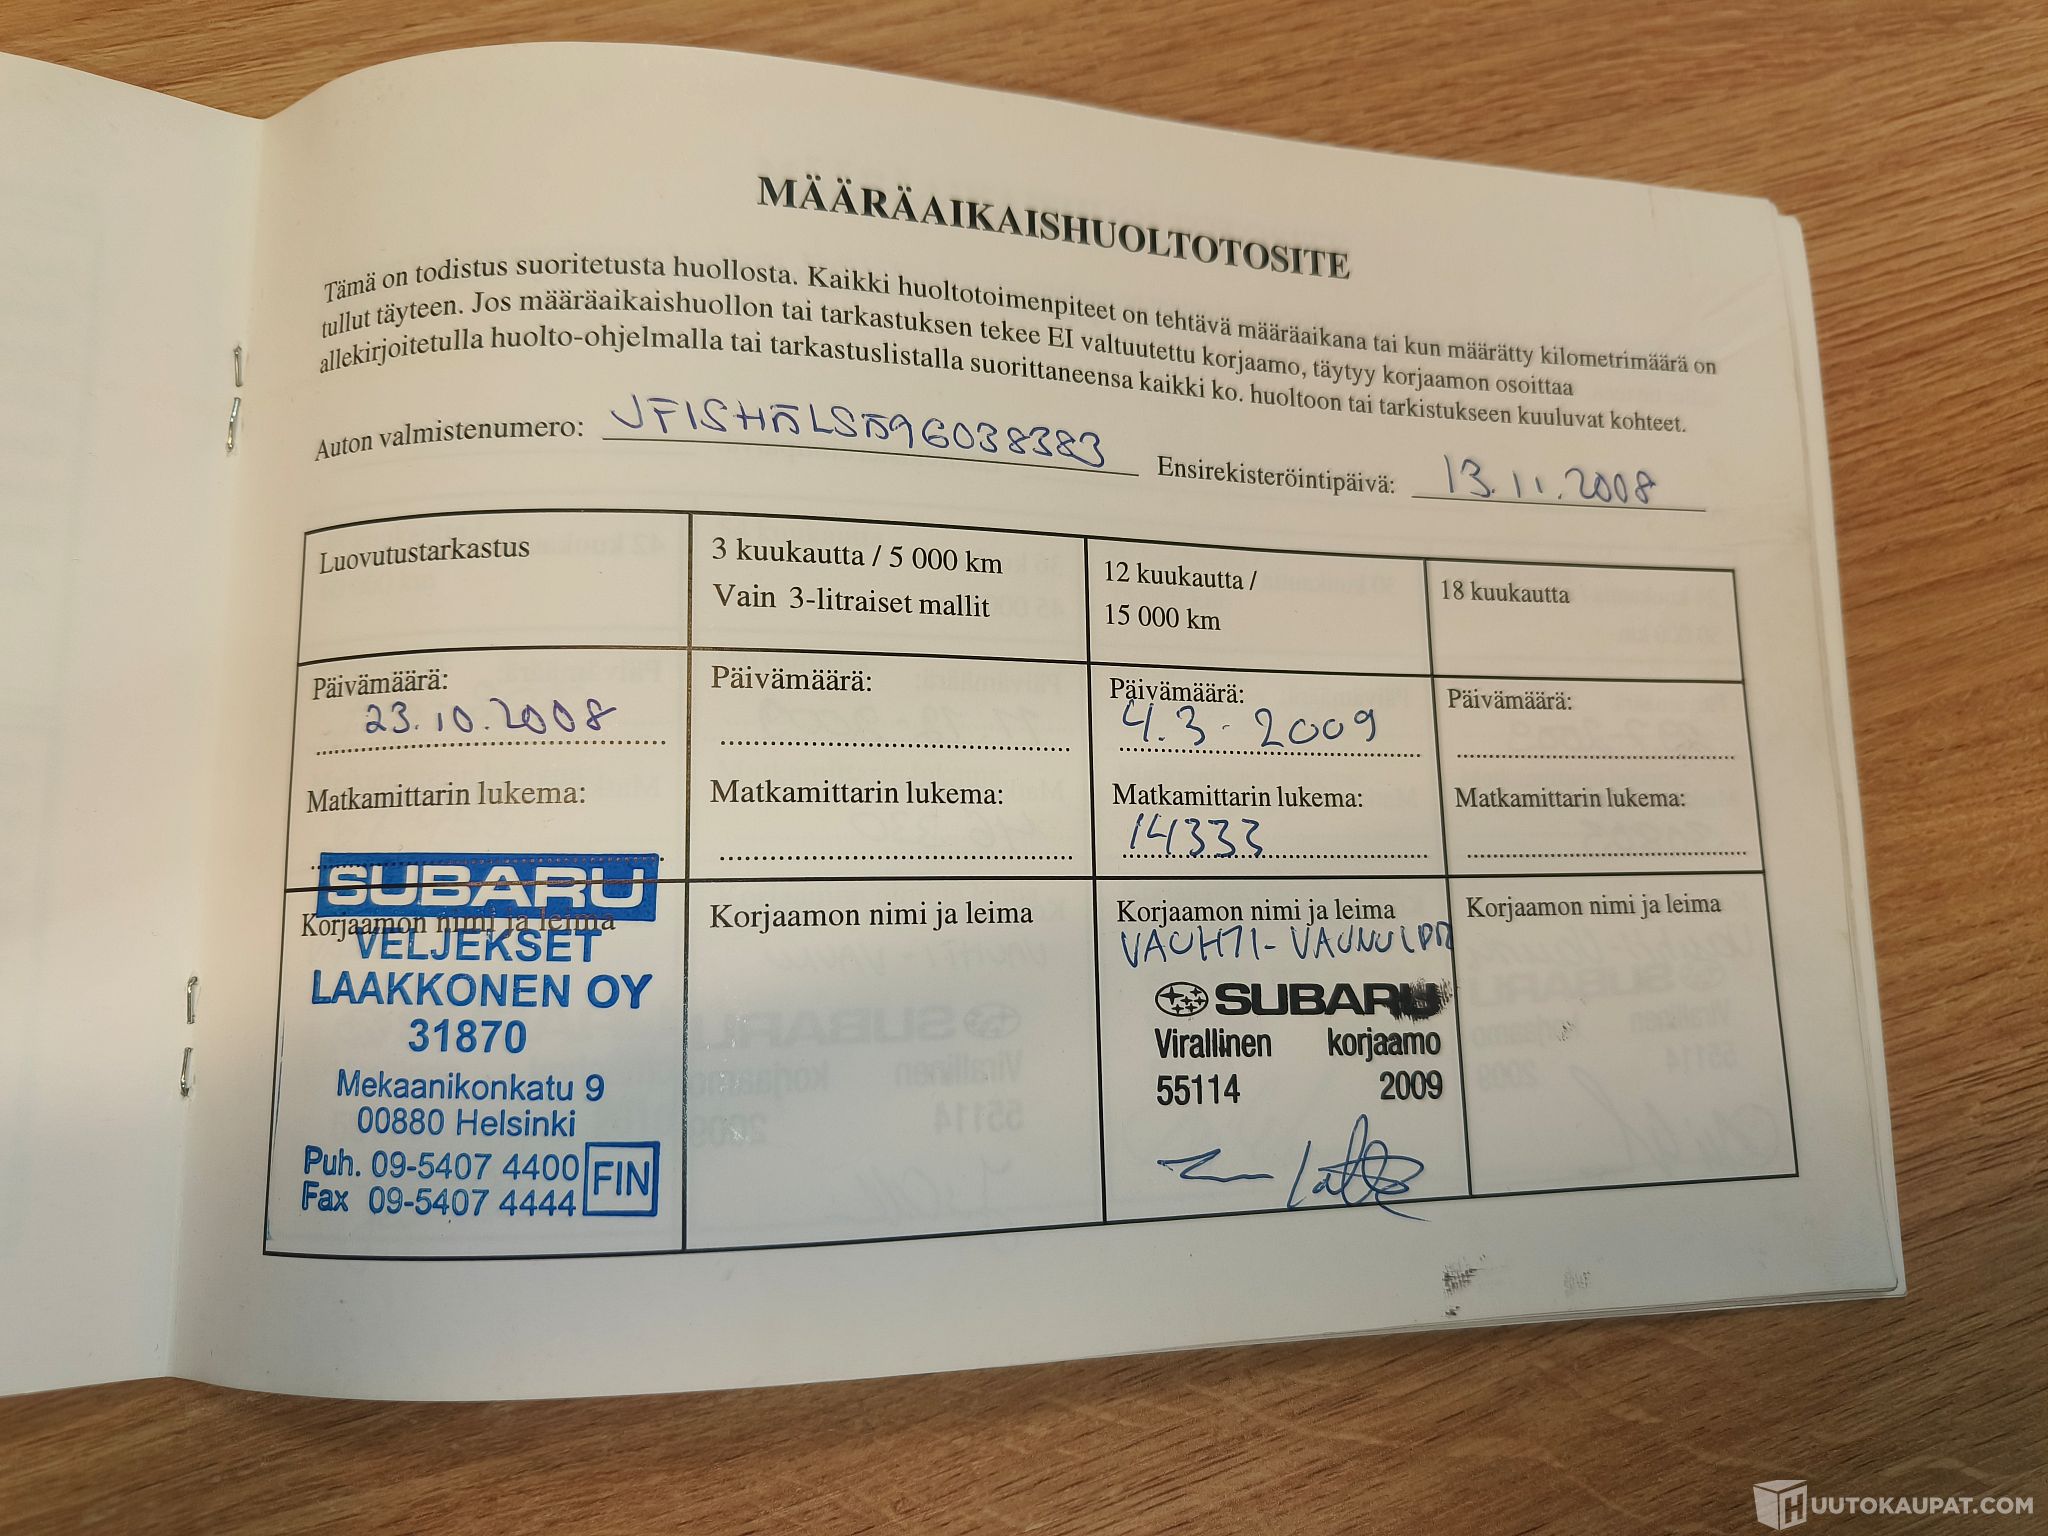 MÄÄRÄAIKAISHUOLTOTOSITE
Tämä on todistus suoritetusta huollosta. Kaikki huoltotoimenpiteet on tehtävä määräaikana tai kun määrätty kilometrimäärä on
tullut täyteen. Jos määräaikaishuollon tai tarkastuksen tekee EI valtuutettu korjaamo, täytyy korjaamon osoittaa
allekirjoitetulla huolto-ohjelmalla tai tarkastuslistalla suorittaneensa kaikki ko. huoltoon tai tarkistukseen kuuluvat kohteet.
Auton valmistenumero: JF1SHALSA9G038383 Ensirekisteröintipäivä: 13.11.2008
Luovutustarkastus
Päivämäärä:
23.10.2008
Matkamittarin lukema:
Korjaamon nimi ja leima
SUBARU
VELJEKSET
LAAKKONEN OY
31870
Mekaanikonkatu 9
00880 Helsinki
Puh. 09-5407 4400
Fax 09-5407 4444
FIN
3 kuukautta / 5 000 km
Vain 3-litraiset mallit
Päivämäärä:
Matkamittarin lukema:
Korjaamon nimi ja leima
12 kuukautta /
15 000 km
Päivämäärä:
4.3.2009
Matkamittarin lukema:
14333
Korjaamon nimi ja leima
VAUHTI-
SUBARU
Virallinen korjaamo
55114 2009
18 kuukautta
Päivämäärä:
Matkamittarin lukema:
Korjaamon nimi ja leima
HUUTOKAUPAT.COM